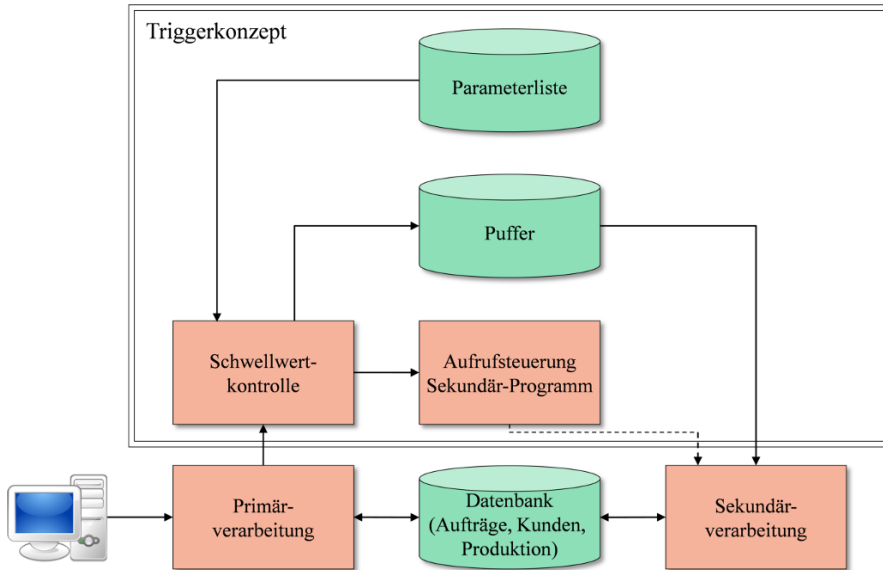 Triggerkonzept
Parameterliste
Puffer
Schwellwert-
kontrolle
Aufrufsteuerung
Sekundär-Programm
Primär-
verarbeitung
Datenbank
(Aufträge, Kunden,
Produktion)
Sekundär-
verarbeitung